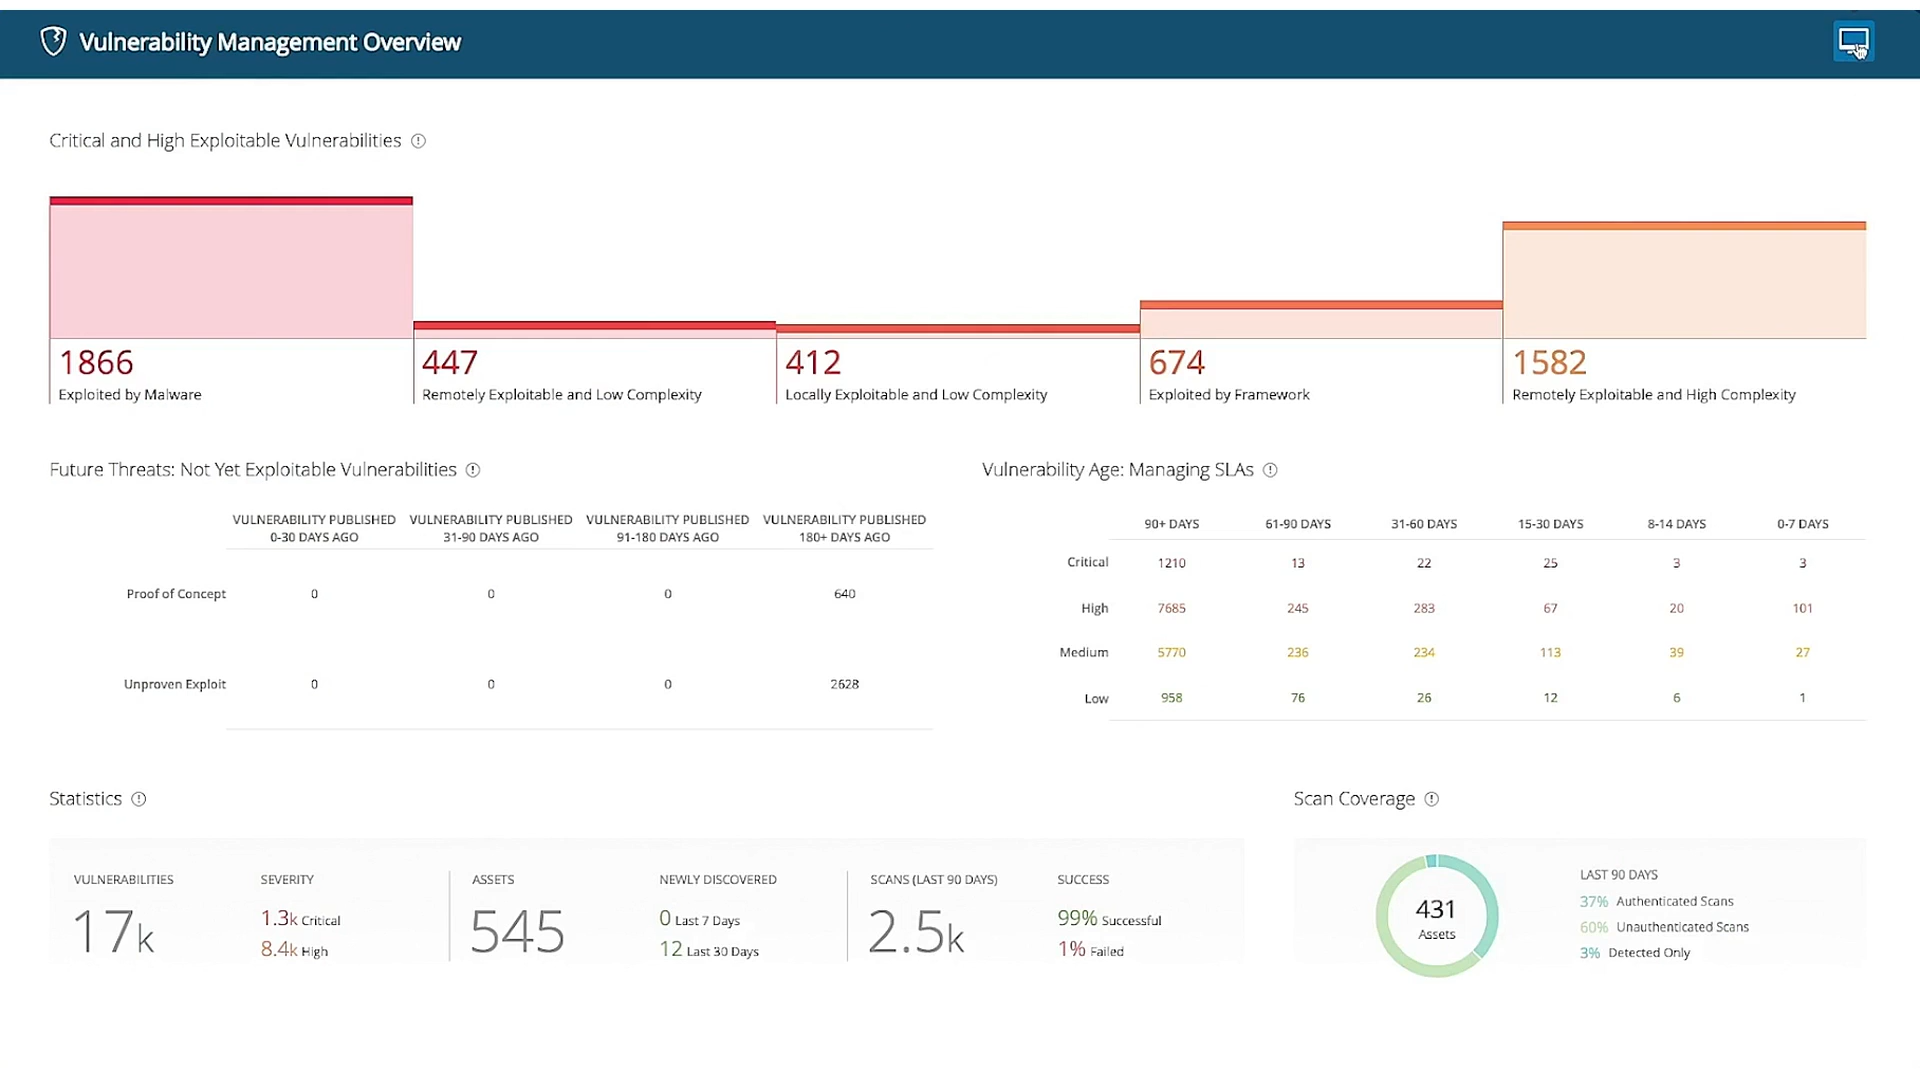 Vulnerability Management Overview
Critical and High Exploitable Vulnerabilities
1866
Exploited by Malware
447
Remotely Exploitable and Low Complexity
412
Locally Exploitable and Low Complexity
674
Exploited by Framework
1582
Remotely Exploitable and High Complexity
Future Threats: Not Yet Exploitable Vulnerabilities
VULNERABILITY PUBLISHED 0-30 DAYS AGO
VULNERABILITY PUBLISHED 31-90 DAYS AGO
VULNERABILITY PUBLISHED 91-180 DAYS AGO
VULNERABILITY PUBLISHED 180+ DAYS AGO
Proof of Concept 0 0 0 640
Unproven Exploit 0 0 0 2628
Vulnerability Age: Managing SLAs
90+ DAYS 61-90 DAYS 31-60 DAYS 15-30 DAYS 8-14 DAYS 0-7 DAYS
Critical 1210 13 22 25 3 3
High 7685 245 283 67 20 101
Medium 5770 236 234 113 39 27
Low 958 76 26 12 6 1
Statistics
VULNERABILITIES
17k
SEVERITY
1.3k Critical
8.4k High
ASSETS
545
NEWLY DISCOVERED
0 Last 7 Days
12 Last 30 Days
SCANS (LAST 90 DAYS)
2.5k
SUCCESS
99% Successful
1% Failed
Scan Coverage
431
Assets
LAST 90 DAYS
37% Authenticated Scans
60% Unauthenticated Scans
3% Detected Only